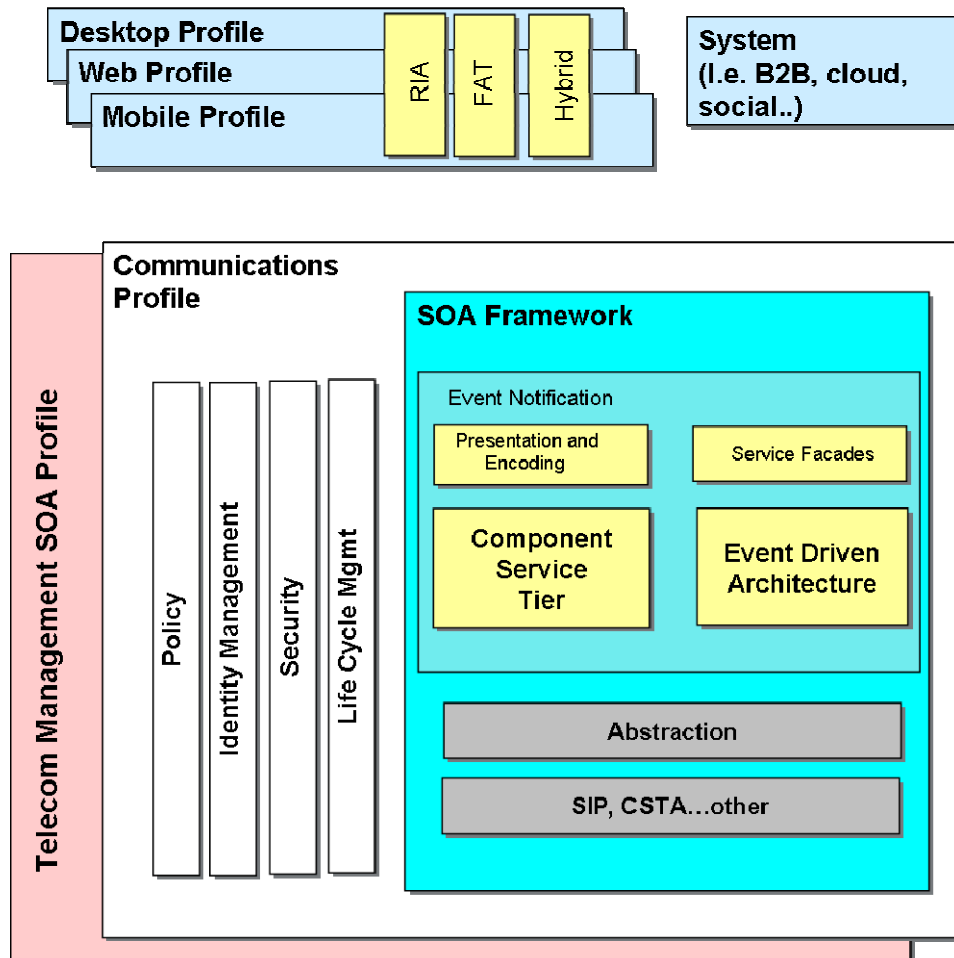 Desktop Profile
Web Profile
Mobile Profile
RIA
FAT
Hybrid
System
(I.e. B2B, cloud,
social..)
Telecom Management SOA Profile
Communications
Profile
Policy
Identity Management
Security
Life Cycle Mgmt
SOA Framework
Event Notification
Presentation and
Encoding
Service Facades
Component
Service
Tier
Event Driven
Architecture
Abstraction
SIP, CSTA...other